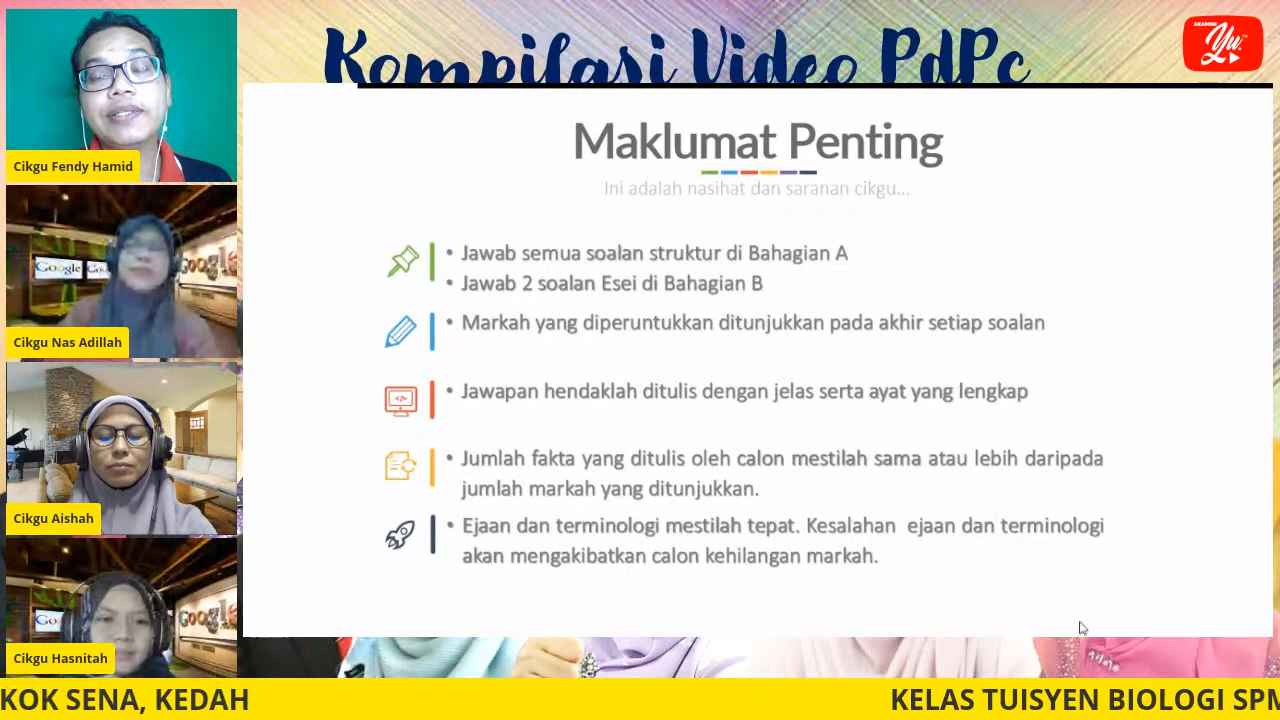 Kompilasi Video PdPc
AKADEMI
Yu.
Maklumat Penting
Ini adalah nasihat dan saranan cikgu...
• Jawab semua soalan struktur di Bahagian A
• Jawab 2 soalan Esei di Bahagian B
• Markah yang diperuntukkan ditunjukkan pada akhir setiap soalan
• Jawapan hendaklah ditulis dengan jelas serta ayat yang lengkap
• Jumlah fakta yang ditulis oleh calon mestilah sama atau lebih daripada
jumlah markah yang ditunjukkan.
• Ejaan dan terminologi mestilah tepat. Kesalahan ejaan dan terminologi
akan mengakibatkan calon kehilangan markah.
Cikgu Fendy Hamid
Google
Cikgu Nas Adillah
Cikgu Aishah
Google
Cikgu Hasnitah
KOK SENA, KEDAH
KELAS TUISYEN BIOLOGI SPM